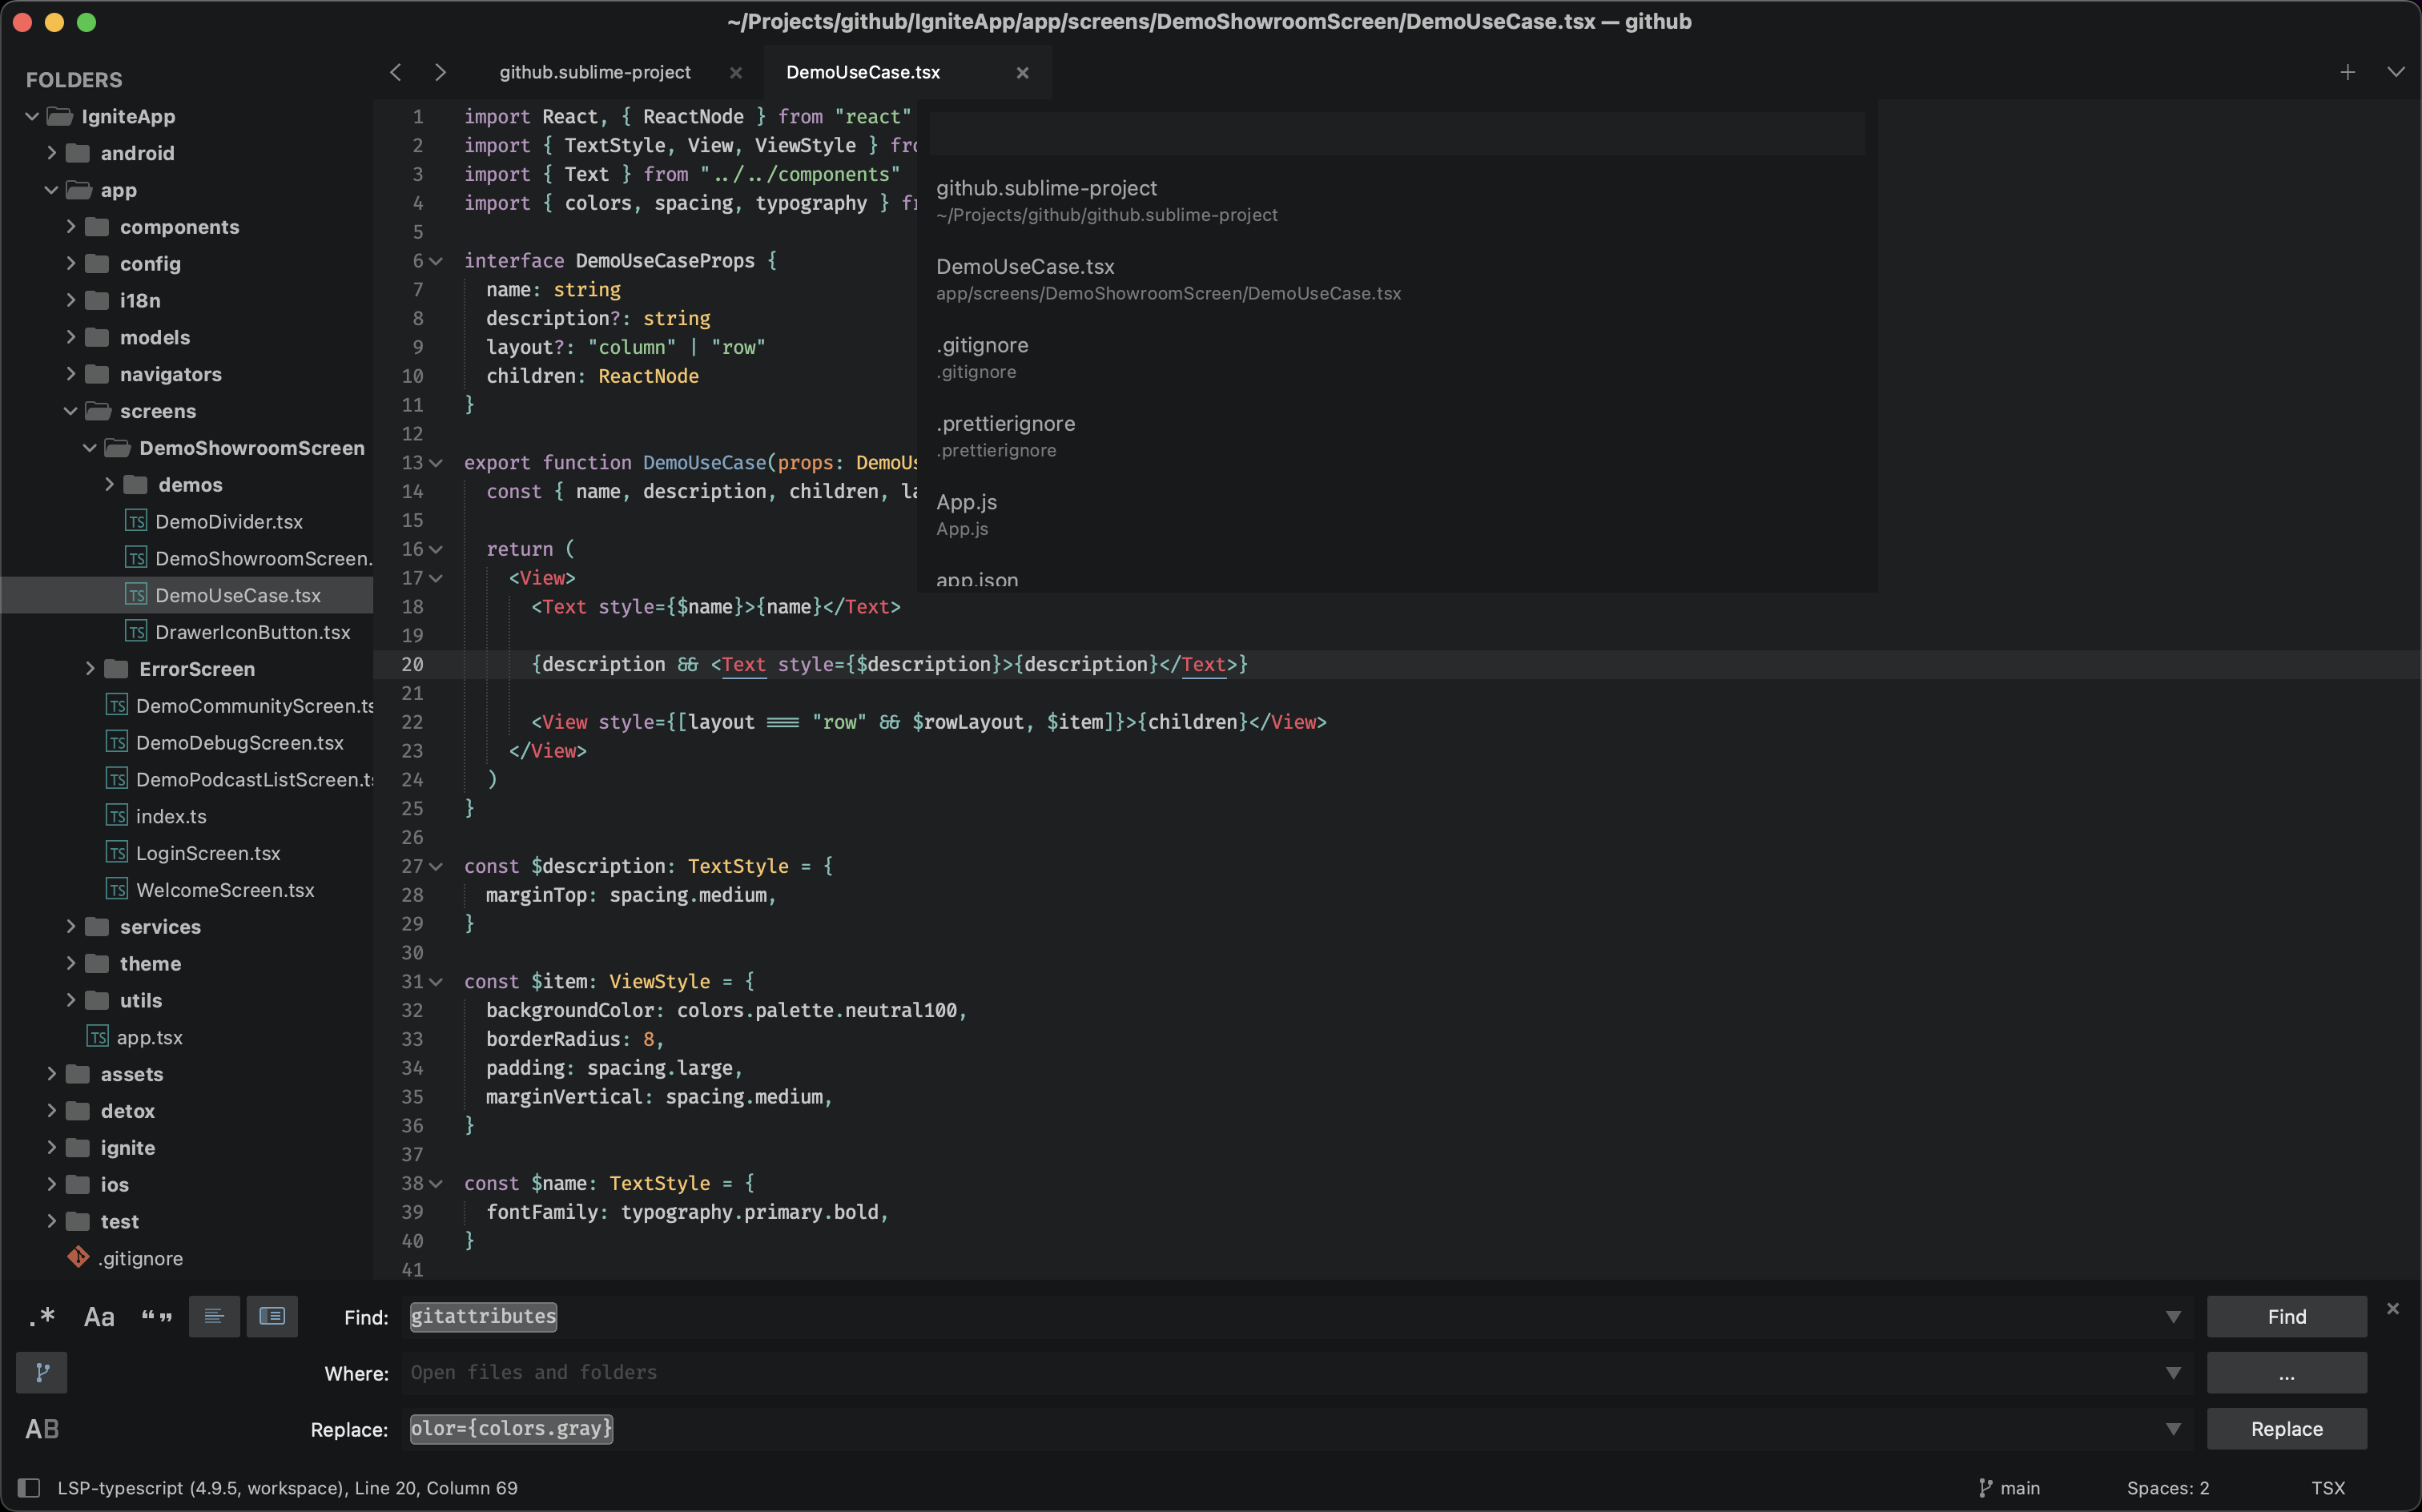 ~/Projects/github/IgniteApp/app/screens/DemoShowroomScreen/DemoUseCase.tsx — github
FOLDERS
IgniteApp
android
app
components
config
i18n
models
navigators
screens
DemoShowroomScreen
demos
TS DemoDivider.tsx
TS DemoShowroomScreen.
TS DemoUseCase.tsx
TS DrawerIconButton.tsx
ErrorScreen
TS DemoCommunityScreen.ts
TS DemoDebugScreen.tsx
TS DemoPodcastListScreen.ts
TS index.ts
TS LoginScreen.tsx
TS WelcomeScreen.tsx
services
theme
utils
TS app.tsx
assets
detox
ignite
ios
test
.gitignore
github.sublime-project
DemoUseCase.tsx
1 import React, { ReactNode } from "react"
2 import { TextStyle, View, ViewStyle } fro
3 import { Text } from "../../components"
4 import { colors, spacing, typography } fr
5
6 interface DemoUseCaseProps {
7 name: string
8 description?: string
9 layout?: "column" | "row"
10 children: ReactNode
11 }
12
13 export function DemoUseCase(props: DemoUs
14 const { name, description, children, la
15
16 return (
17 <View>
18 <Text style={$name}>{name}</Text>
19
20 {description && <Text style={$description}>{description}</Text>}
21
22 <View style={[layout === "row" && $rowLayout, $item]}>{children}</View>
23 </View>
24 )
25 }
26
27 const $description: TextStyle = {
28 marginTop: spacing.medium,
29 }
30
31 const $item: ViewStyle = {
32 backgroundColor: colors.palette.neutral100,
33 borderRadius: 8,
34 padding: spacing.large,
35 marginVertical: spacing.medium,
36 }
37
38 const $name: TextStyle = {
39 fontFamily: typography.primary.bold,
40 }
41
github.sublime-project
~/Projects/github/github.sublime-project
DemoUseCase.tsx
app/screens/DemoShowroomScreen/DemoUseCase.tsx
.gitignore
.gitignore
.prettierignore
.prettierignore
App.js
App.js
app.json
.* Aa “” Find: gitattributes Find
Where: Open files and folders ...
AB Replace: olor={colors.gray} Replace
LSP-typescript (4.9.5, workspace), Line 20, Column 69 main Spaces: 2 TSX